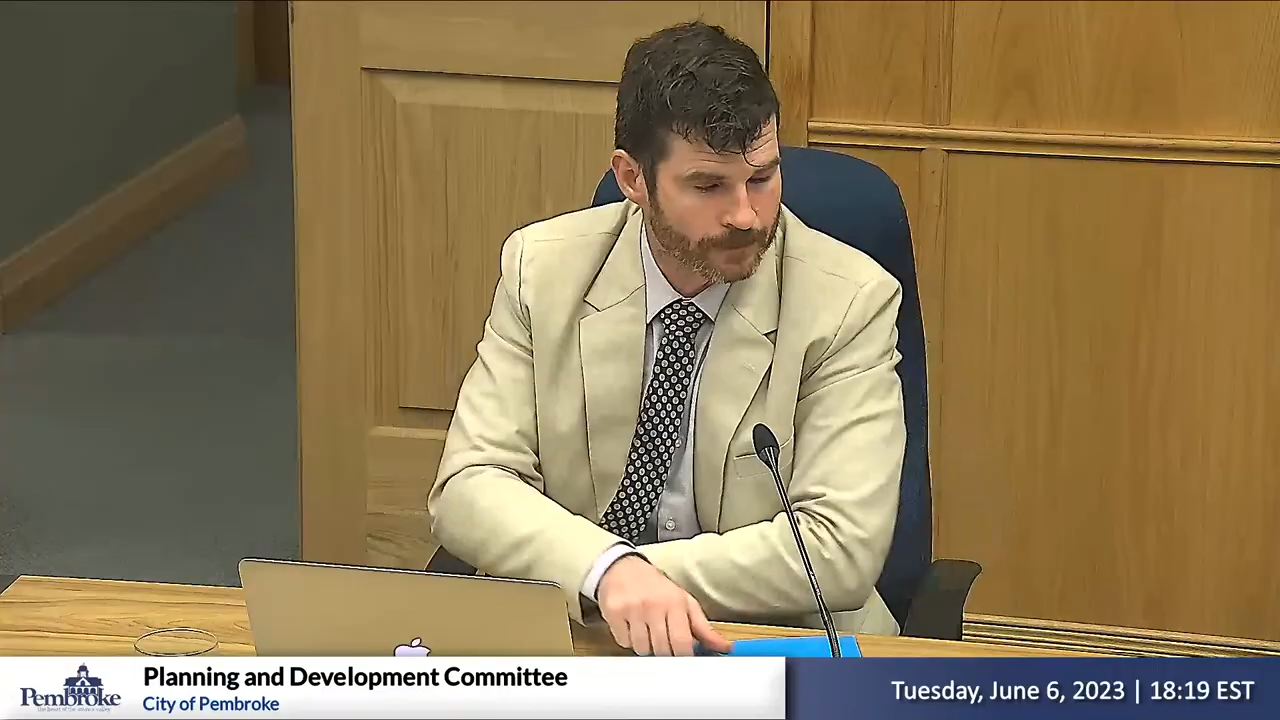 Planning and Development Committee
Pembroke
City of Pembroke
Tuesday, June 6, 2023 | 18:19 EST